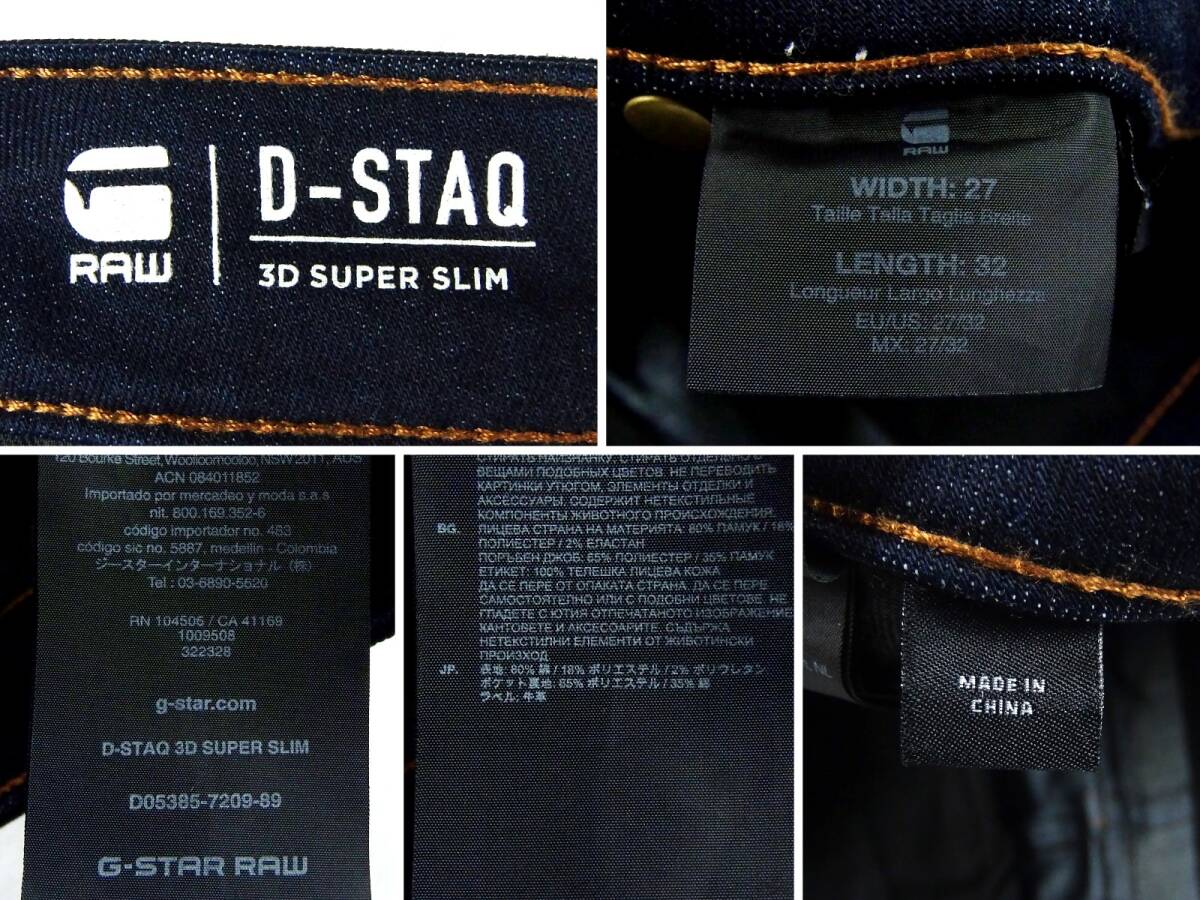 RAW
D-STAQ
3D SUPER SLIM
RAW
WIDTH: 27
Taille Talla Taglia Breite
LENGTH: 32
Longueur Largo Lunghezza
EU/US: 27/32
MX: 27/32
120 Bourke Street, Woolloomooloo NSW 2011, AUS
ACN 084011852
Importado por mercadeo y moda s.a.s
nit. 800.169.352-6
código importador no. 483
código sic no. 5887, medellin - Colombia
ジースターインターナショナル (株)
Tel : 03-6890-5620
RN 104506 / CA 41169
1009508
322328
g-star.com
D-STAQ 3D SUPER SLIM
D05385-7209-89
G-STAR RAW
СТИРАТЬ НАИЗНАНКУ. СТИРАТЬ ОТДЕЛЬНО С
ВЕЩАМИ ПОДОБНЫХ ЦВЕТОВ. НЕ ПЕРЕВОДИТЬ
КАРТИНКИ УТЮГОМ, ЭЛЕМЕНТЫ ОТДЕЛКИ И
АКСЕССУАРЫ, СОДЕРЖИТ НЕТЕКСТИЛЬНЫЕ
КОМПОНЕНТЫ ЖИВОТНОГО ПРОИСХОЖДЕНИЯ.
BG. ЛИЦЕВА СТРАНА НА МАТЕРИЯТА: 80% ПАМУК / 18%
ПОЛИЕСТЕР / 2% ЕЛАСТАН
ПОРЪБЕН ДЖОБ: 65% ПОЛИЕСТЕР / 35% ПАМУК
ЕТИКЕТ: 100% ТЕЛЕШКА ЛИЦЕВА КОЖА
ДА СЕ ПЕРЕ ОТ ОПАКАТА СТРАНА. ДА СЕ ПЕРЕ
САМОСТОЯТЕЛНО ИЛИ С ПОДОБНИ ЦВЕТОВЕ. НЕ
ГЛАДЕТЕ С ЮТИЯ ОТПЕЧАТАНОТО ИЗОБРАЖЕНИЕ
КАНТОВЕТЕ И АКСЕСОАРИТЕ. СЪДЪРЖА
НЕТЕКСТИЛНИ ЕЛЕМЕНТИ ОТ ЖИВОТИНСКИ
ПРОИЗХОД
JP. 表地: 80% 綿 / 18% ポリエステル / 2% ポリウレタン
ポケット裏地: 65% ポリエステル / 35% 綿
ラベル: 牛革
NL
MADE IN
CHINA